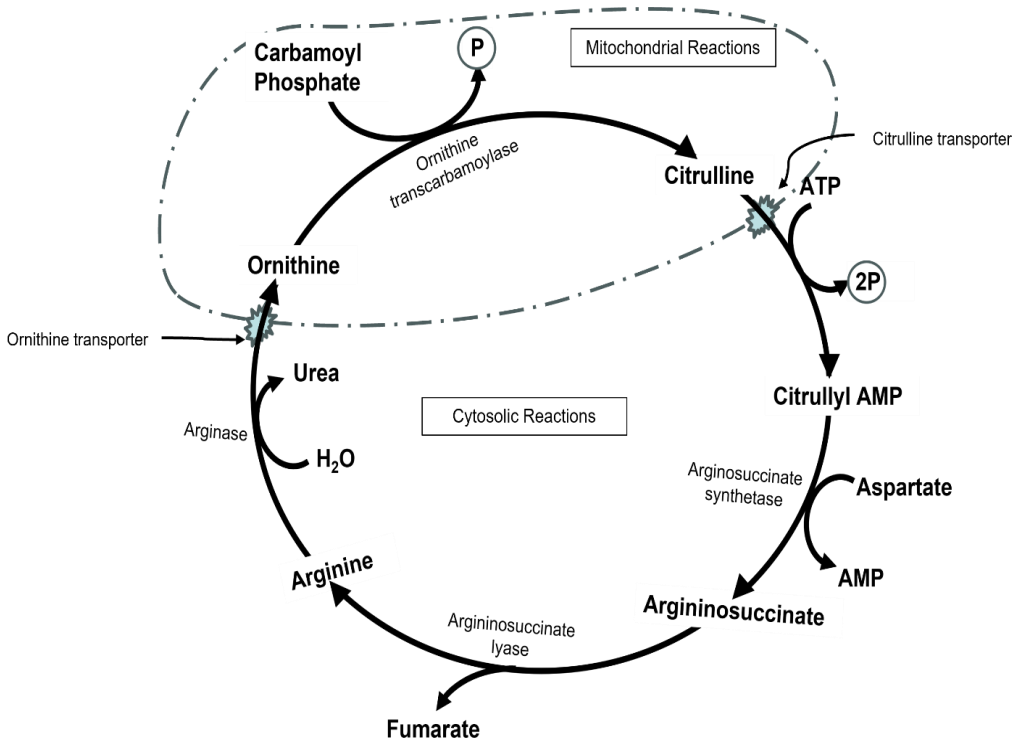 Carbamoyl
Phosphate
P
Mitochondrial Reactions
Ornithine
transcarbamoylase
Citrulline transporter
Citrulline
ATP
Ornithine
2P
Ornithine transporter
Urea
Citrullyl AMP
Cytosolic Reactions
Arginase
H₂O
Arginosuccinate
synthetase
Aspartate
AMP
Arginine
Argininosuccinate
Argininosuccinate
lyase
Fumarate